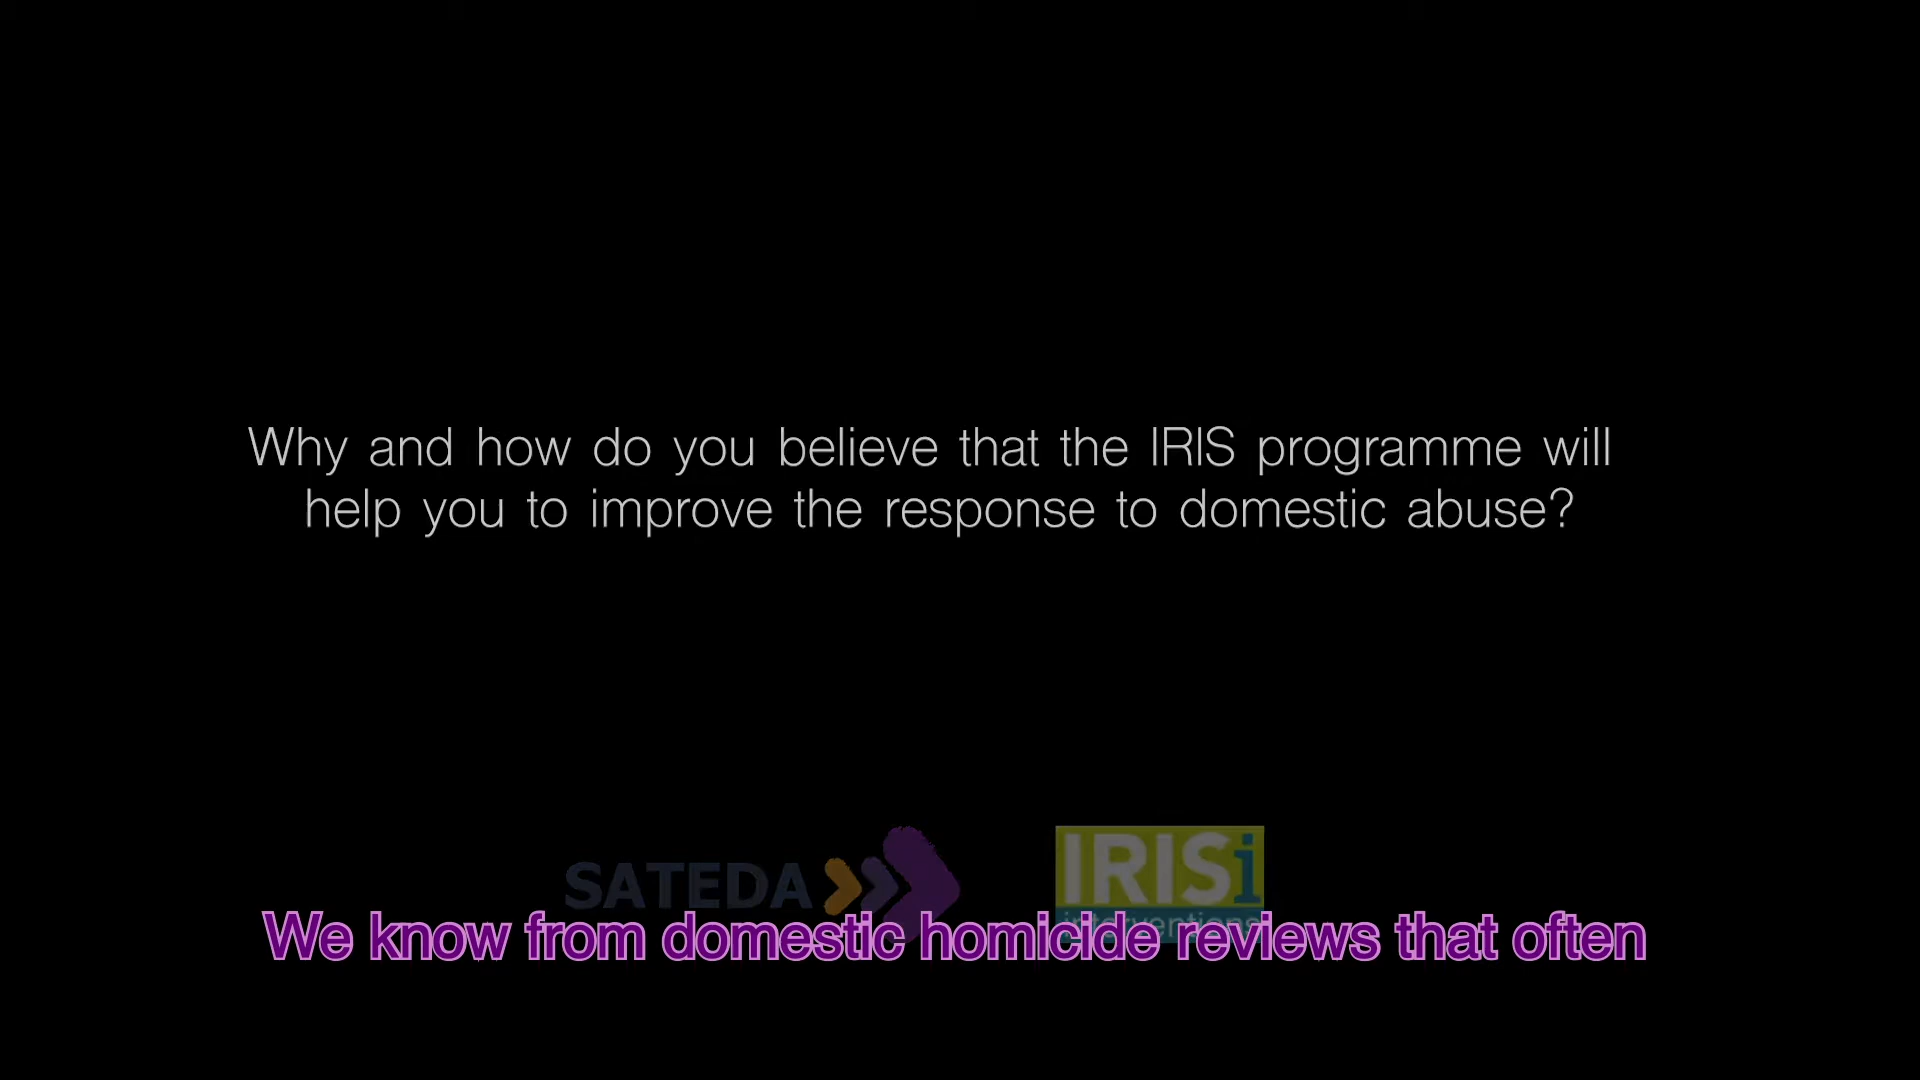 Why and how do you believe that the IRIS programme will
help you to improve the response to domestic abuse?
SATEDA
IRISi
interventions
We know from domestic homicide reviews that often